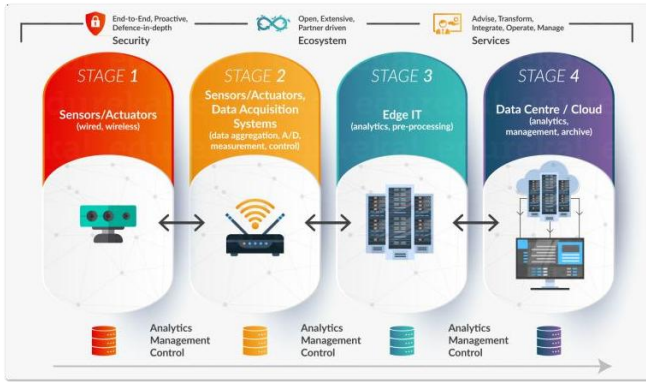 End-to-End, Proactive,
Defence-in-depth
Security
Open, Extensive,
Partner driven
Ecosystem
Advise, Transform,
Integrate, Operate, Manage
Services
STAGE 1
Sensors/Actuators
(wired, wireless)
STAGE 2
Sensors/Actuators,
Data Acquisition
Systems
(data aggregation, A/D,
measurement, control)
STAGE 3
Edge IT
(analytics, pre-processing)
STAGE 4
Data Centre / Cloud
(analytics,
management, archive)
Analytics
Management
Control
Analytics
Management
Control
Analytics
Management
Control